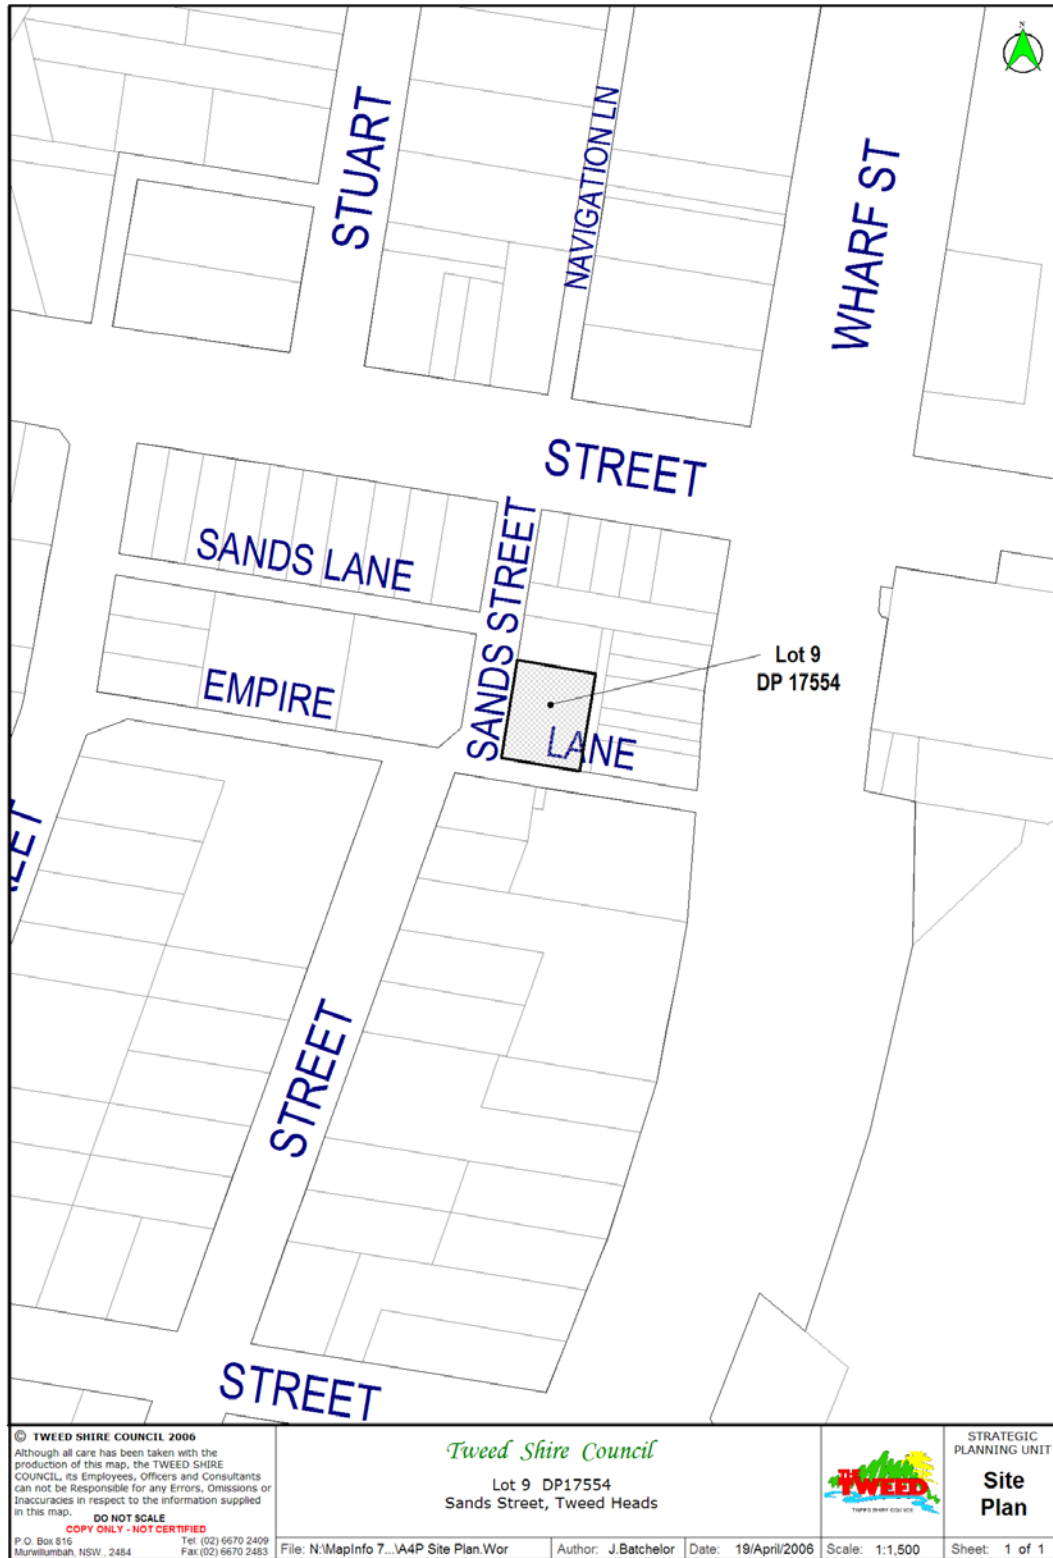 N
STUART
NAVIGATION LN
WHARF ST
STREET
SANDS STREET
SANDS LANE
Lot 9
DP 17554
EMPIRE
LANE
STREET
STREET
© TWEED SHIRE COUNCIL 2006
Although all care has been taken with the
production of this map, the TWEED SHIRE
COUNCIL, its Employees, Officers and Consultants
can not be Responsible for any Errors, Omissions or
Inaccuracies in respect to the information supplied
in this map.
DO NOT SCALE
COPY ONLY - NOT CERTIFIED
P.O. Box 816
Murwillumbah, NSW., 2484
Tel: (02) 6670 2409
Fax:(02) 6670 2483
Tweed Shire Council
Lot 9 DP17554
Sands Street, Tweed Heads
File: N:\MapInfo 7...\A4P Site Plan.Wor
Author: J.Batchelor
Date: 19/April/2006
THE
TWEED
TWEED SHIRE COUNCIL
Scale: 1:1,500
STRATEGIC
PLANNING UNIT
Site
Plan
Sheet: 1 of 1